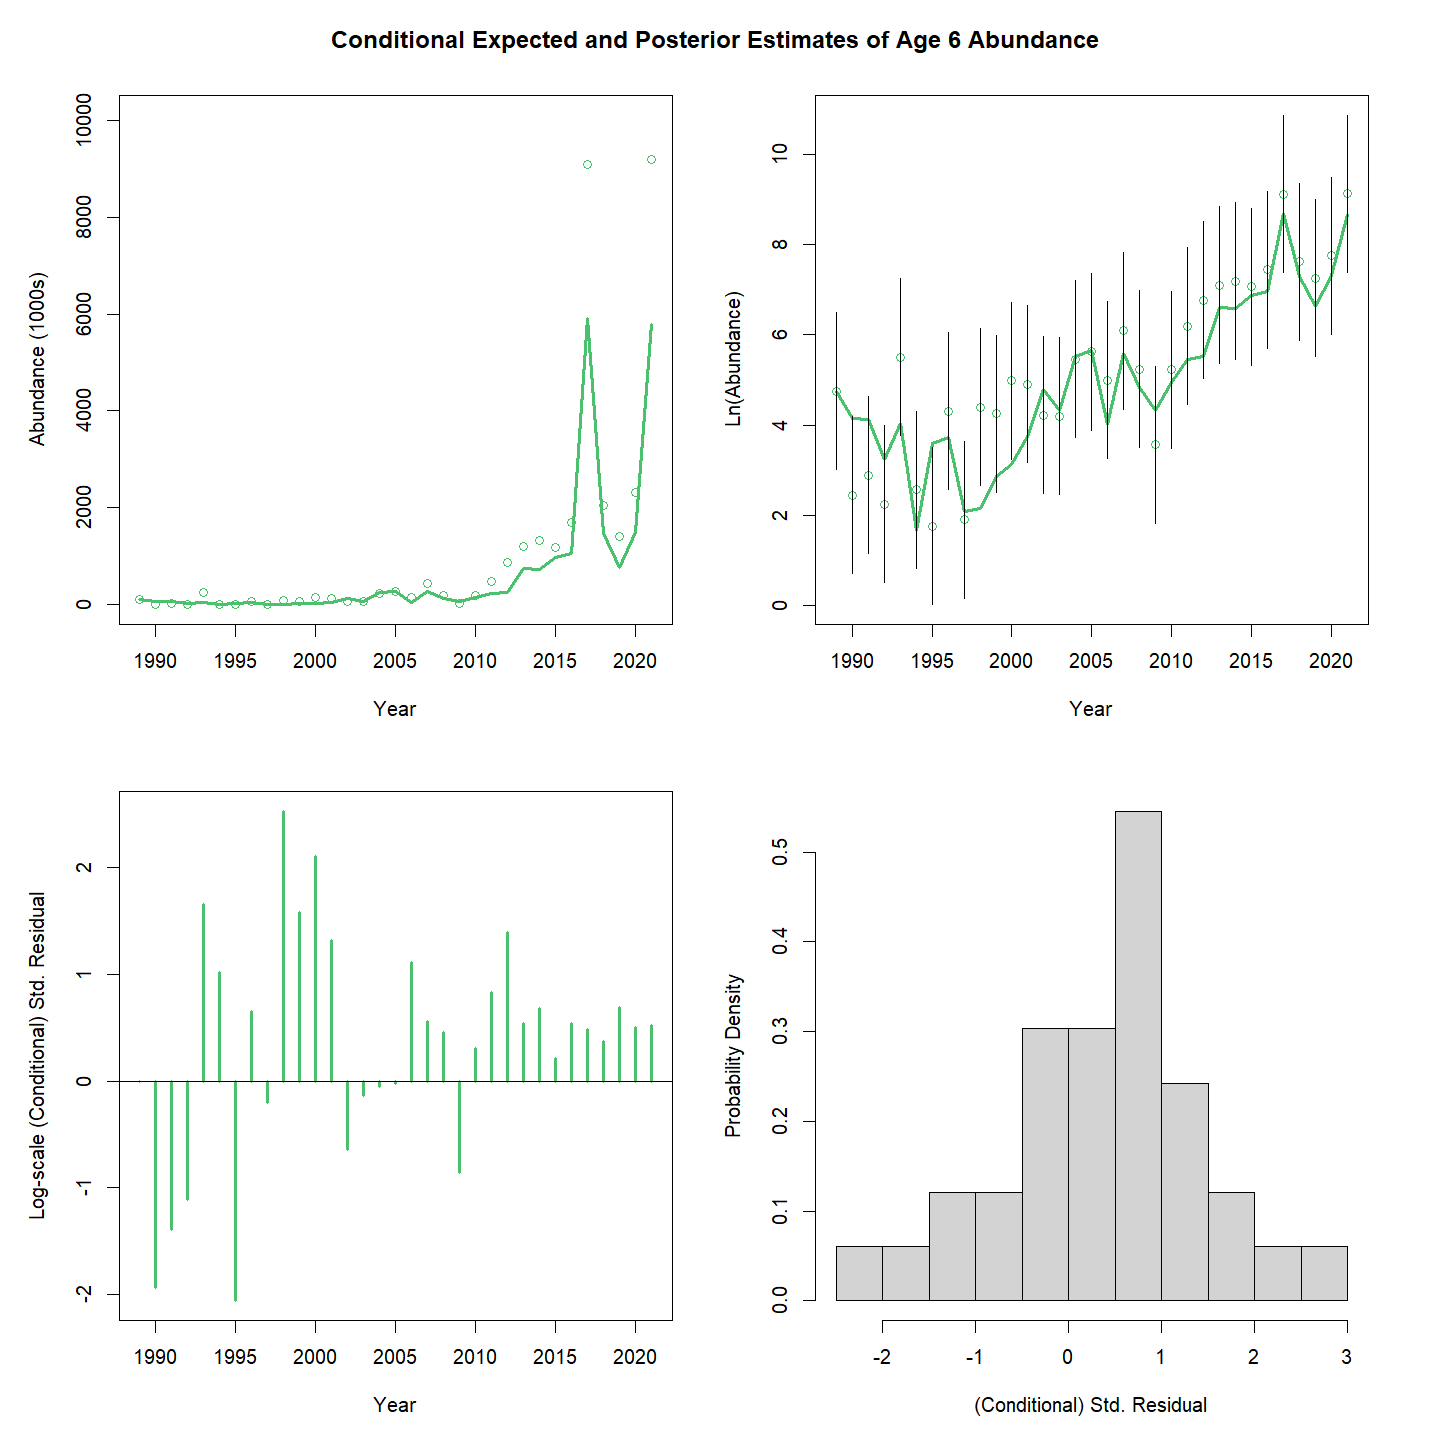 Conditional Expected and Posterior Estimates of Age 6 Abundance
Abundance (1000s)
10000
8000
6000
4000
2000
0
1990 1995 2000 2005 2010 2015 2020
Year
Ln(Abundance)
10
8
6
4
2
0
1990 1995 2000 2005 2010 2015 2020
Year
Log-scale (Conditional) Std. Residual
2
1
0
-1
-2
1990 1995 2000 2005 2010 2015 2020
Year
Probability Density
0.5
0.4
0.3
0.2
0.1
0.0
-2 -1 0 1 2 3
(Conditional) Std. Residual